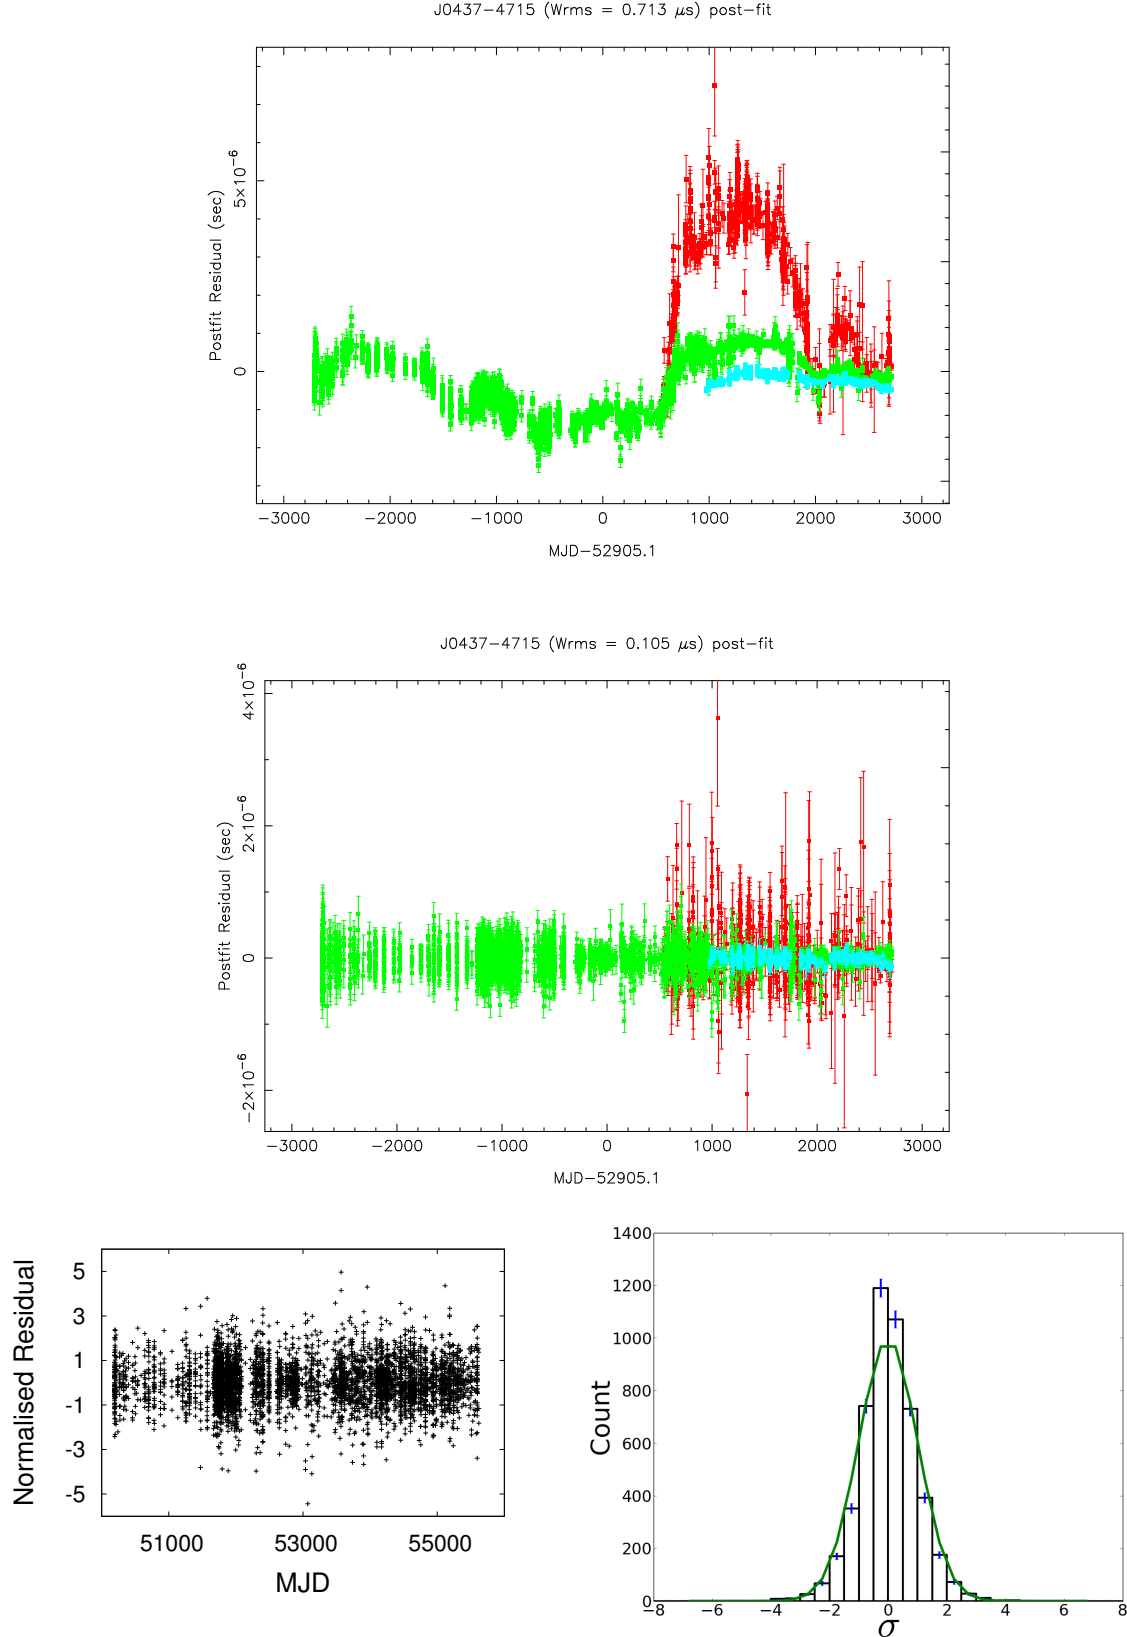 J0437−4715 (Wrms = 0.713 μs) post−fit
5×10⁻⁶
0
Postfit Residual (sec)
−3000 −2000 −1000 0 1000 2000 3000
MJD−52905.1
J0437−4715 (Wrms = 0.105 μs) post−fit
4×10⁻⁶
2×10⁻⁶
0
−2×10⁻⁶
Postfit Residual (sec)
−3000 −2000 −1000 0 1000 2000 3000
MJD−52905.1
5
3
1
-1
-3
-5
Normalised Residual
51000 53000 55000
MJD
1400
1200
1000
800
600
400
200
0
Count
−8 −6 −4 −2 0 2 4 6 8
σ